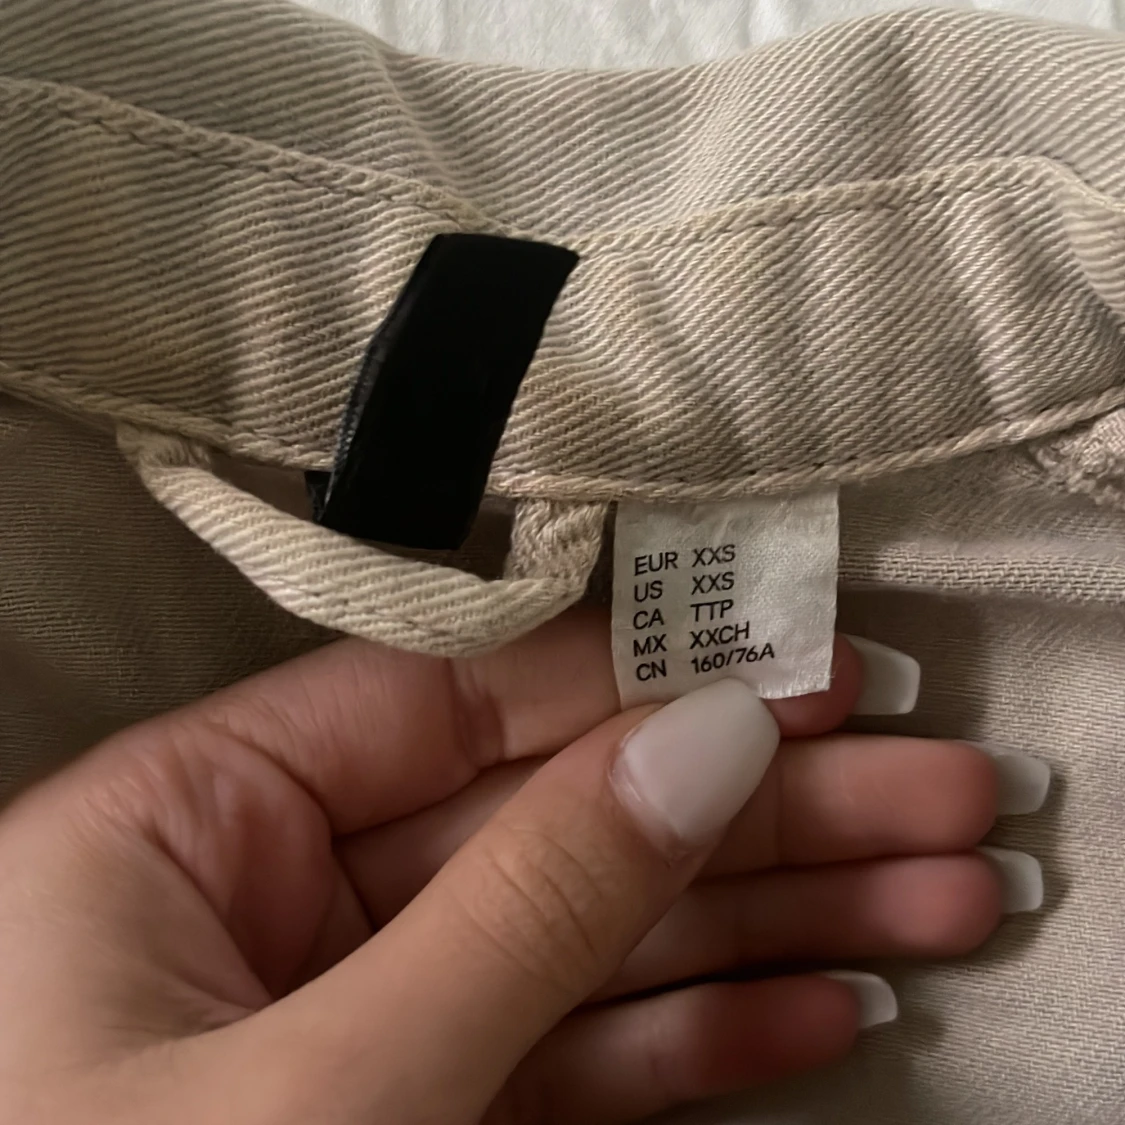 EUR XXS
US XXS
CA TTP
MX XXCH
CN 160/76A